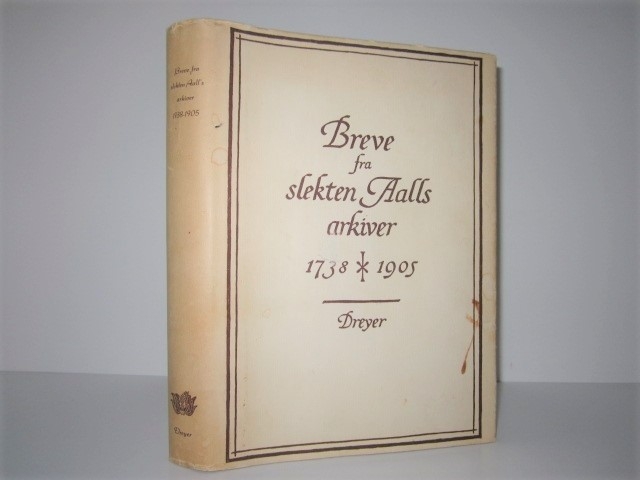 Breve fra
slekten Aall's
arkiver
1738-1905
Dreyer
Breve
fra
slekten Aalls
arkiver
1738 1905
Dreyer